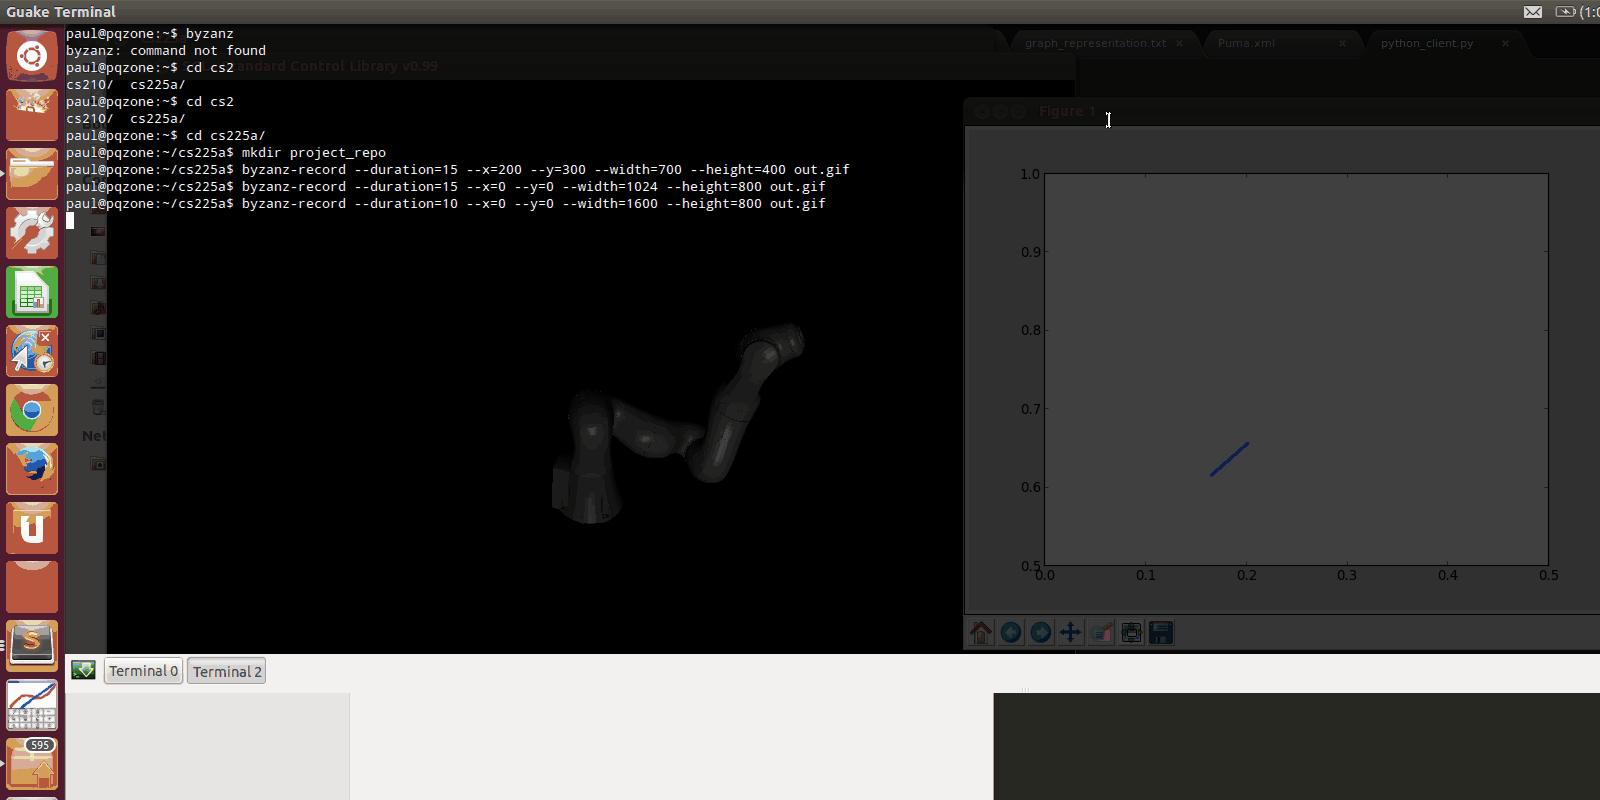 Guake Terminal
(1:0
paul@pqzone:~$ byzanz
byzanz: command not found
paul@pqzone:~$ cd cs2
cs210/  cs225a/
paul@pqzone:~$ cd cs2
cs210/  cs225a/
paul@pqzone:~$ cd cs225a/
paul@pqzone:~/cs225a$ mkdir project_repo
paul@pqzone:~/cs225a$ byzanz-record --duration=15 --x=200 --y=300 --width=700 --height=400 out.gif
paul@pqzone:~/cs225a$ byzanz-record --duration=15 --x=0 --y=0 --width=1024 --height=800 out.gif
paul@pqzone:~/cs225a$ byzanz-record --duration=10 --x=0 --y=0 --width=1600 --height=800 out.gif
Standard Control Library v0.99
graph_representation.txt
Puma.xml
python_client.py
Figure 1
1.0
0.9
0.8
0.7
0.6
0.5
0.0 0.1 0.2 0.3 0.4 0.5
Net
Terminal 0
Terminal 2
595